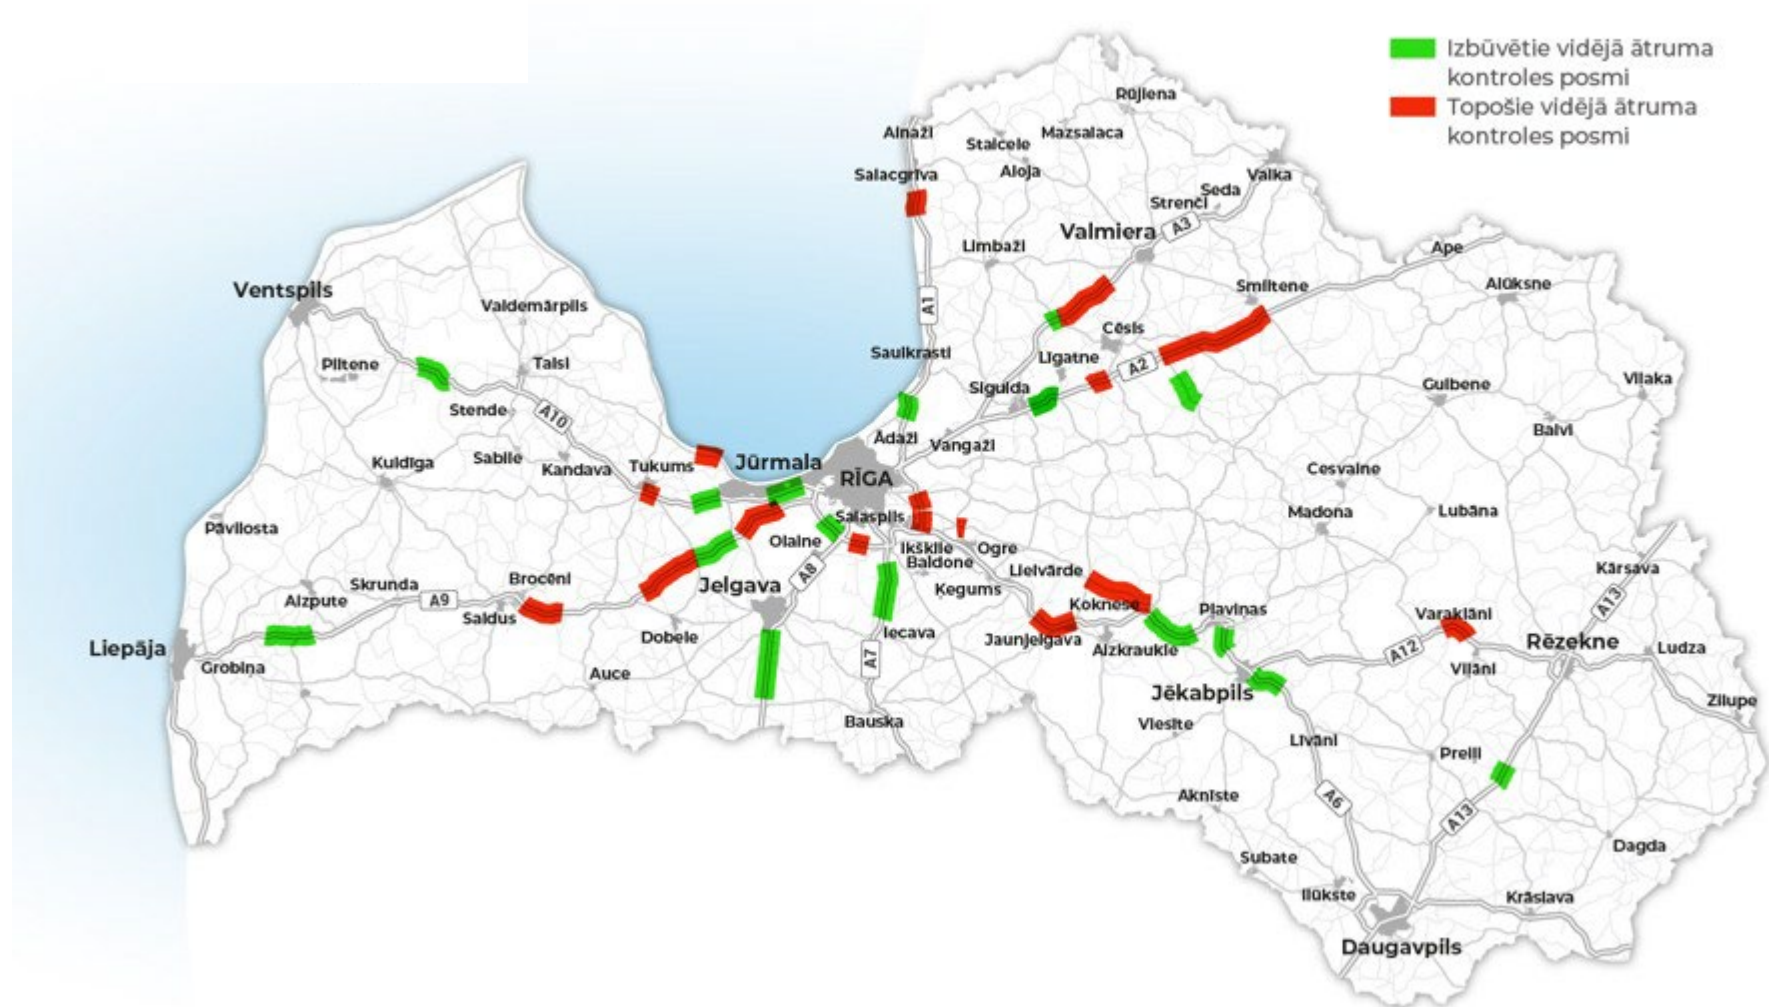 Izbūvētie vidējā ātruma
kontroles posmi
Topošie vidējā ātruma
kontroles posmi
Rūjiena
Ainaži
Mazsalaca
Staicele
Aloja
Salacgrīva
Valka
Seda
Strenči
A3
Valmiera
Limbaži
Ape
Alūksne
Smiltene
Ventspils
Valdemārpils
A1
Cēsis
Saulkrasti
Līgatne
A2
Piltene
Talsi
Sigulda
Gulbene
Viļaka
Stende
A10
Ādaži
Vangaži
Balvi
Kuldīga
Sabile
Kandava
Tukums
Jūrmala
RĪGA
Cesvaine
Madona
Lubāna
Pāvilosta
Salaspils
Olaine
Ikšķile
Ogre
Baldone
Lielvārde
Ķegums
Kārsava
A13
Skrunda
Brocēni
Aizpute
A9
Saldus
Jelgava
A8
Koknese
Pļaviņas
Varakļāni
Dobele
Iecava
Jaunjelgava
Aizkraukle
A12
Rēzekne
Ludza
Liepāja
Grobiņa
Auce
A7
Viļāni
Jēkabpils
Zilupe
Bauska
Viesīte
Līvāni
Preiļi
Aknīste
A6
A13
Dagda
Subate
Ilūkste
Krāslava
Daugavpils